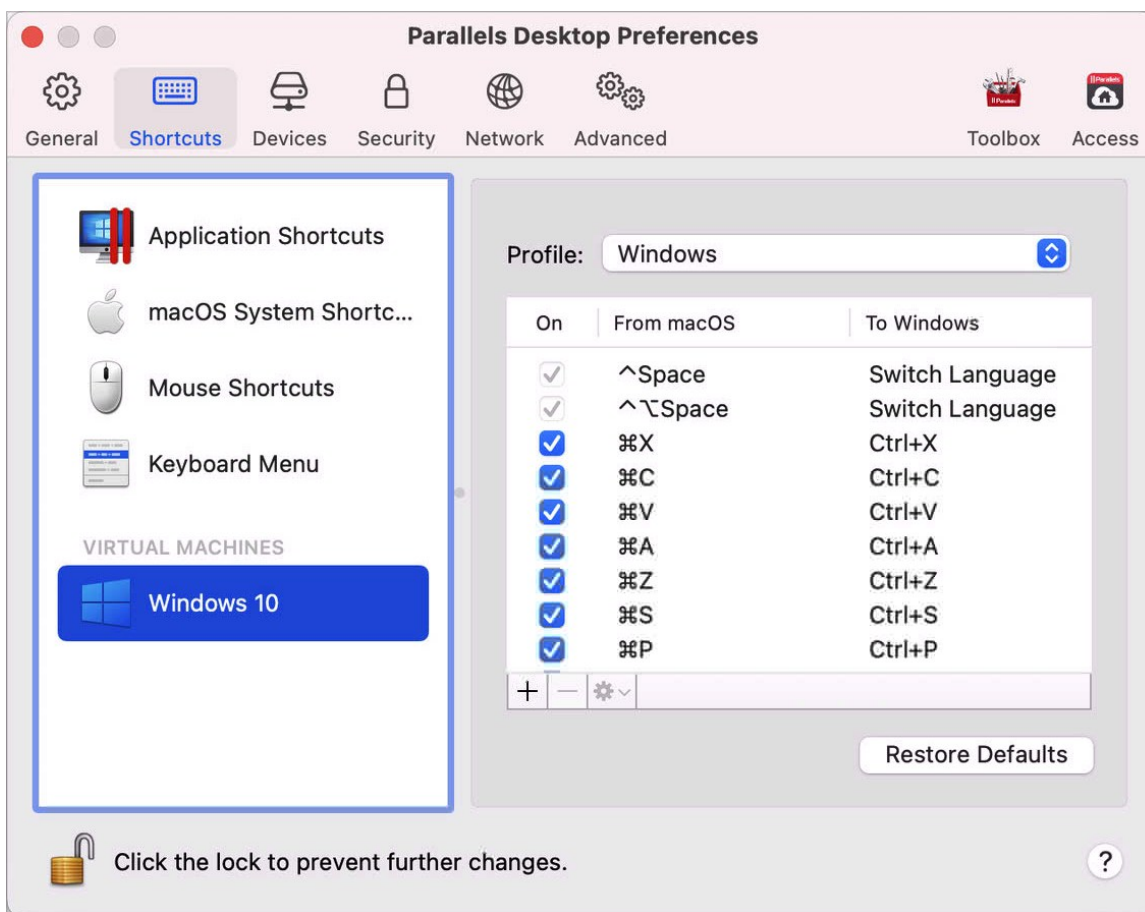 Parallels Desktop Preferences
General Shortcuts Devices Security Network Advanced Toolbox Access
Application Shortcuts
macOS System Shortc...
Mouse Shortcuts
Keyboard Menu
VIRTUAL MACHINES
Windows 10
Profile: Windows
On From macOS To Windows
^Space Switch Language
^⌥Space Switch Language
⌘X Ctrl+X
⌘C Ctrl+C
⌘V Ctrl+V
⌘A Ctrl+A
⌘Z Ctrl+Z
⌘S Ctrl+S
⌘P Ctrl+P
Restore Defaults
Click the lock to prevent further changes.
?